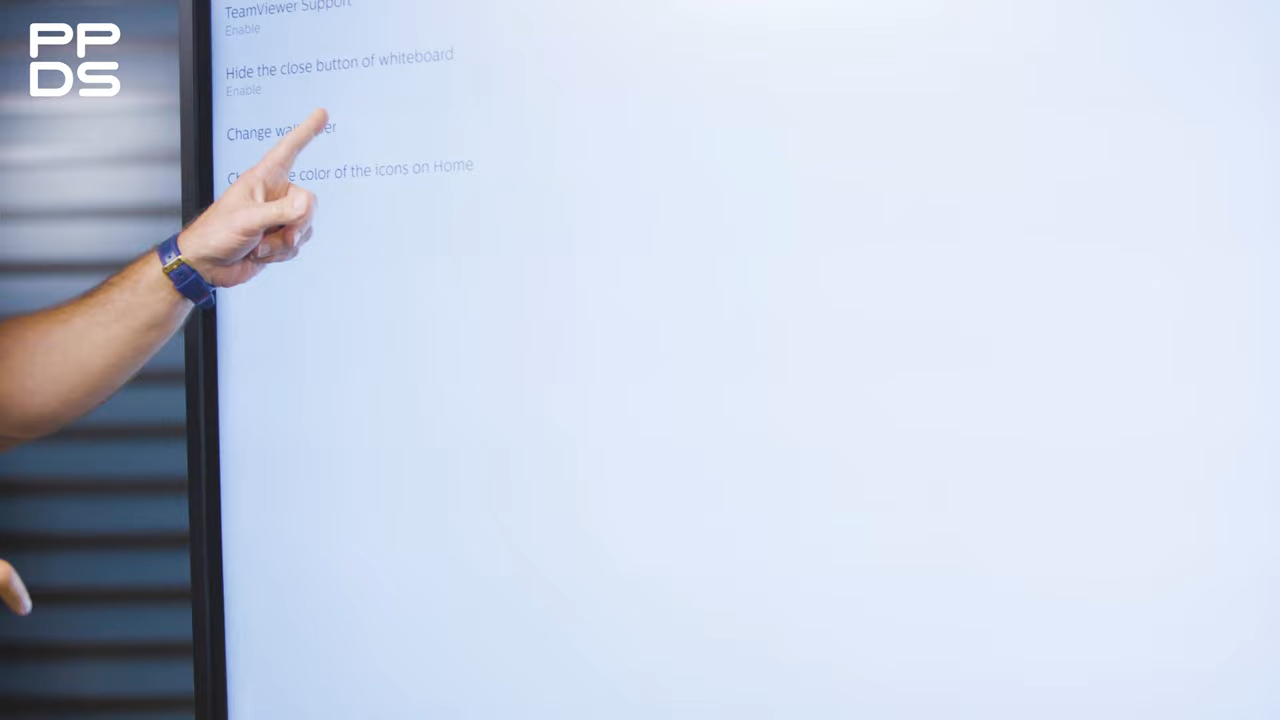 PP
DS
TeamViewer Support
Enable
Hide the close button of whiteboard
Enable
Change
color of the icons on Home